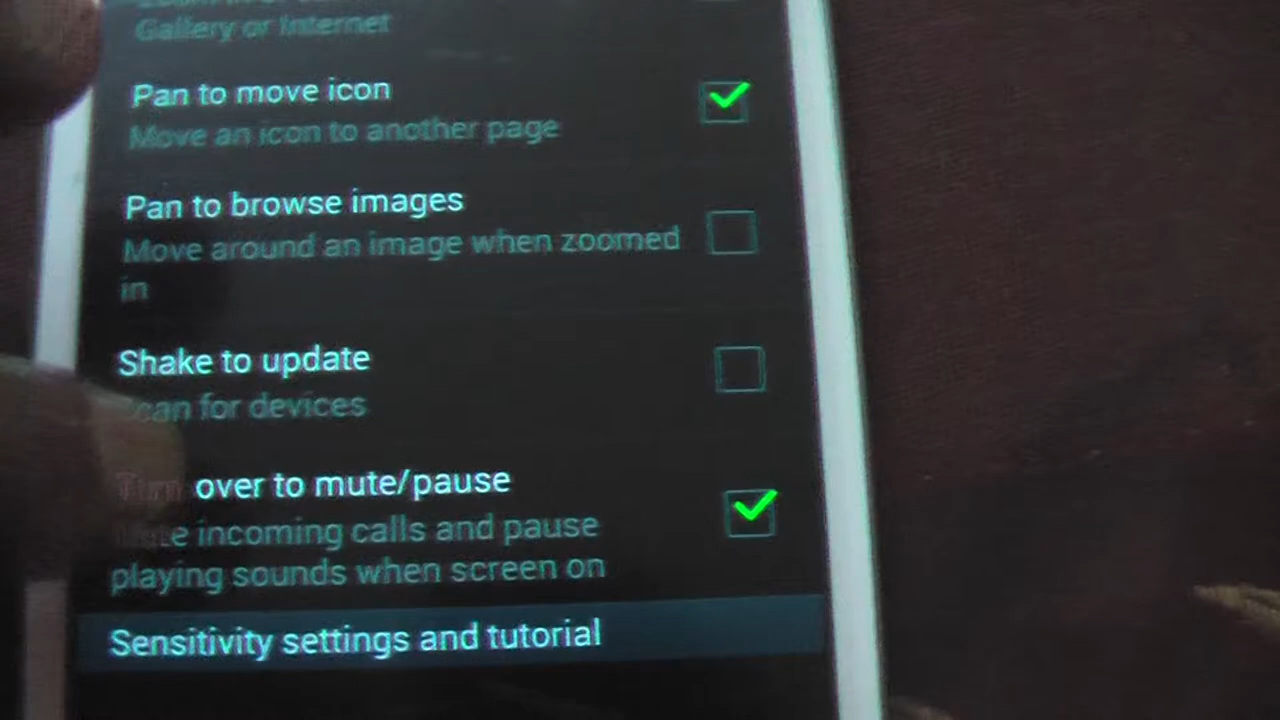 Gallery or Internet
Pan to move icon
Move an icon to another page
Pan to browse images
Move around an image when zoomed
in
Shake to update
Scan for devices
Turn over to mute/pause
Mute incoming calls and pause
playing sounds when screen on
Sensitivity settings and tutorial